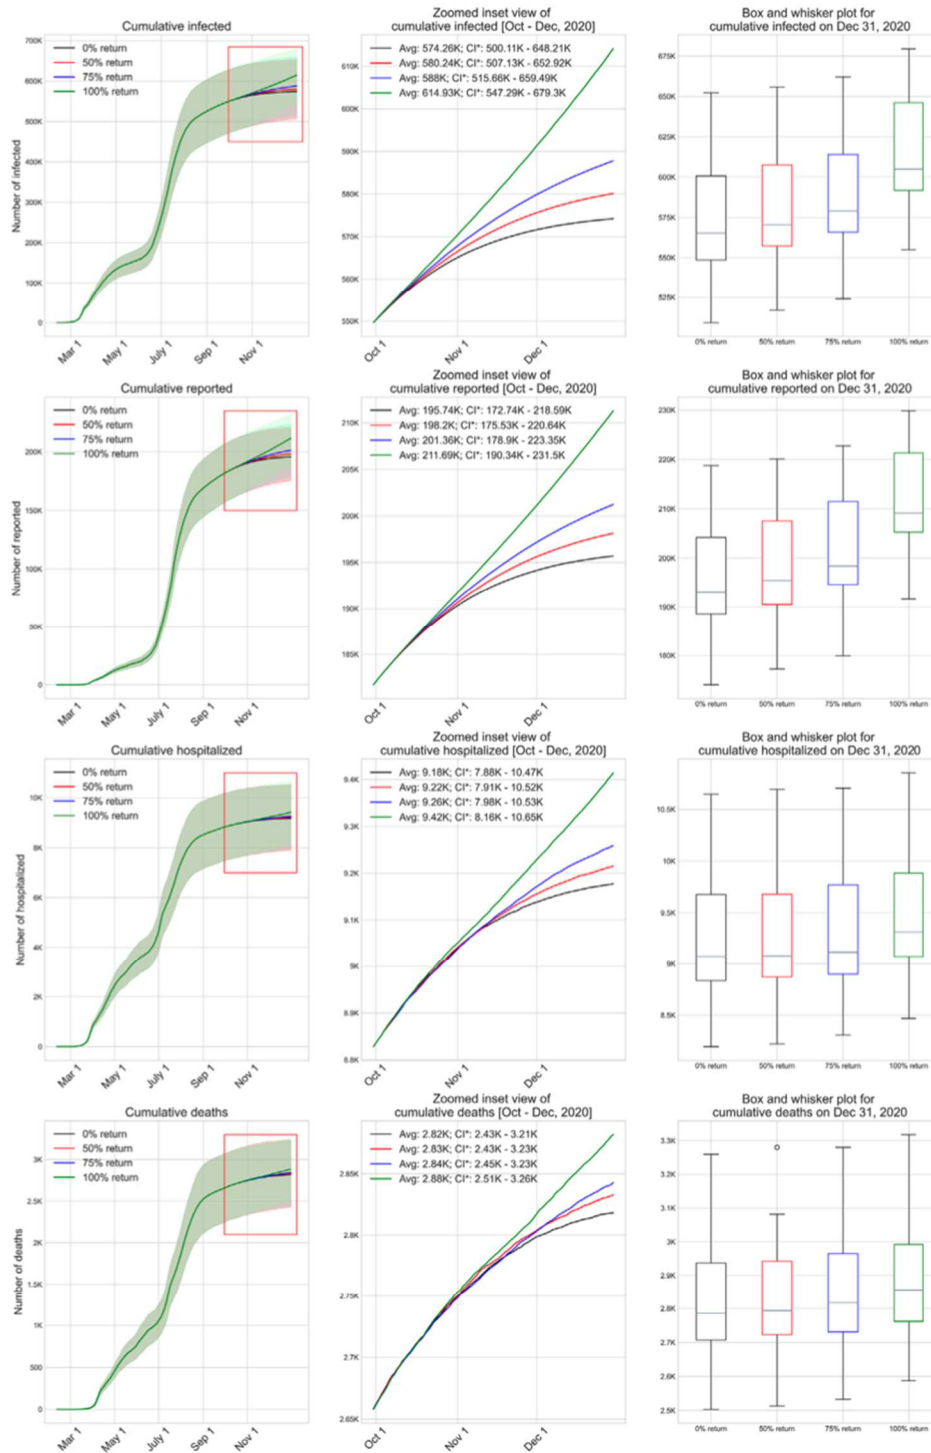 Cumulative infected
700K
600K
500K
400K
300K
200K
100K
0
Number of infected
0% return
50% return
75% return
100% return
Mar 1
May 1
July 1
Sep 1
Nov 1
Zoomed inset view of
cumulative infected [Oct - Dec, 2020]
Avg: 574.26K; CI*: 500.11K - 648.21K
Avg: 580.24K; CI*: 507.13K - 652.92K
Avg: 588K; CI*: 515.66K - 659.49K
Avg: 614.93K; CI*: 547.29K - 679.3K
610K
600K
590K
580K
570K
560K
550K
Oct 1
Nov 1
Dec 1
Box and whisker plot for
cumulative infected on Dec 31, 2020
675K
650K
625K
600K
575K
550K
525K
0% return
50% return
75% return
100% return
Cumulative reported
200K
150K
100K
50K
0
Number of reported
0% return
50% return
75% return
100% return
Mar 1
May 1
July 1
Sep 1
Nov 1
Zoomed inset view of
cumulative reported [Oct - Dec, 2020]
Avg: 195.74K; CI*: 172.74K - 218.59K
Avg: 198.2K; CI*: 175.53K - 220.64K
Avg: 201.36K; CI*: 178.9K - 223.35K
Avg: 211.69K; CI*: 190.34K - 231.5K
210K
205K
200K
195K
190K
185K
Oct 1
Nov 1
Dec 1
Box and whisker plot for
cumulative reported on Dec 31, 2020
230K
220K
210K
200K
190K
180K
0% return
50% return
75% return
100% return
Cumulative hospitalized
10K
8K
6K
4K
2K
0
Number of hospitalized
0% return
50% return
75% return
100% return
Mar 1
May 1
July 1
Sep 1
Nov 1
Zoomed inset view of
cumulative hospitalized [Oct - Dec, 2020]
Avg: 9.18K; CI*: 7.88K - 10.47K
Avg: 9.22K; CI*: 7.91K - 10.52K
Avg: 9.26K; CI*: 7.98K - 10.53K
Avg: 9.42K; CI*: 8.16K - 10.65K
9.4K
9.3K
9.2K
9.1K
9K
8.9K
8.8K
Oct 1
Nov 1
Dec 1
Box and whisker plot for
cumulative hospitalized on Dec 31, 2020
10.5K
10K
9.5K
9K
8.5K
0% return
50% return
75% return
100% return
Cumulative deaths
3K
2.5K
2K
1.5K
1K
500
0
Number of deaths
0% return
50% return
75% return
100% return
Mar 1
May 1
July 1
Sep 1
Nov 1
Zoomed inset view of
cumulative deaths [Oct - Dec, 2020]
Avg: 2.82K; CI*: 2.43K - 3.21K
Avg: 2.83K; CI*: 2.43K - 3.23K
Avg: 2.84K; CI*: 2.45K - 3.23K
Avg: 2.88K; CI*: 2.51K - 3.26K
2.85K
2.8K
2.75K
2.7K
2.65K
Oct 1
Nov 1
Dec 1
Box and whisker plot for
cumulative deaths on Dec 31, 2020
3.3K
3.2K
3.1K
3K
2.9K
2.8K
2.7K
2.6K
2.5K
0% return
50% return
75% return
100% return